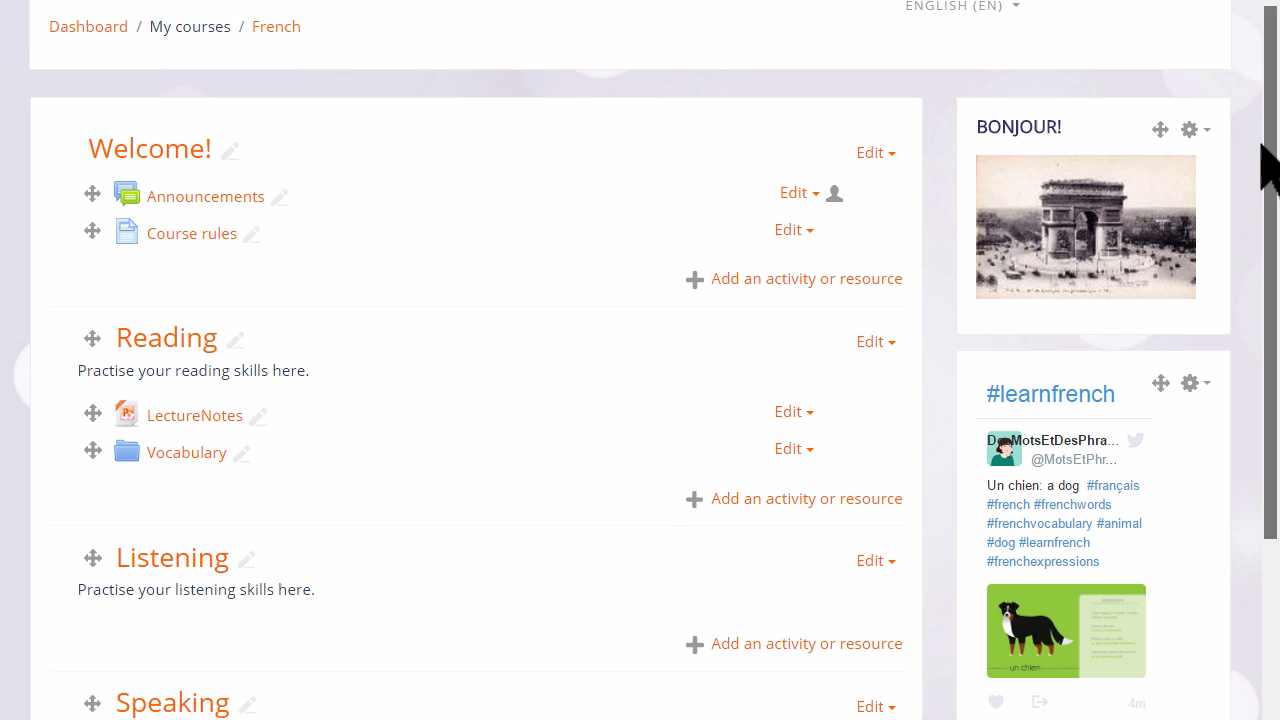 ENGLISH (EN)
Dashboard / My courses / French
Welcome!
Edit
Announcements
Edit
Course rules
Edit
Add an activity or resource
Reading
Edit
Practise your reading skills here.
LectureNotes
Edit
Vocabulary
Edit
Add an activity or resource
Listening
Edit
Practise your listening skills here.
Add an activity or resource
Speaking
Edit
BONJOUR!
#learnfrench
DesMotsEtDesPhra...
@MotsEtPhr...
Un chien: a dog #français
#french #frenchwords
#frenchvocabulary #animal
#dog #learnfrench
#frenchexpressions
un chien
4m